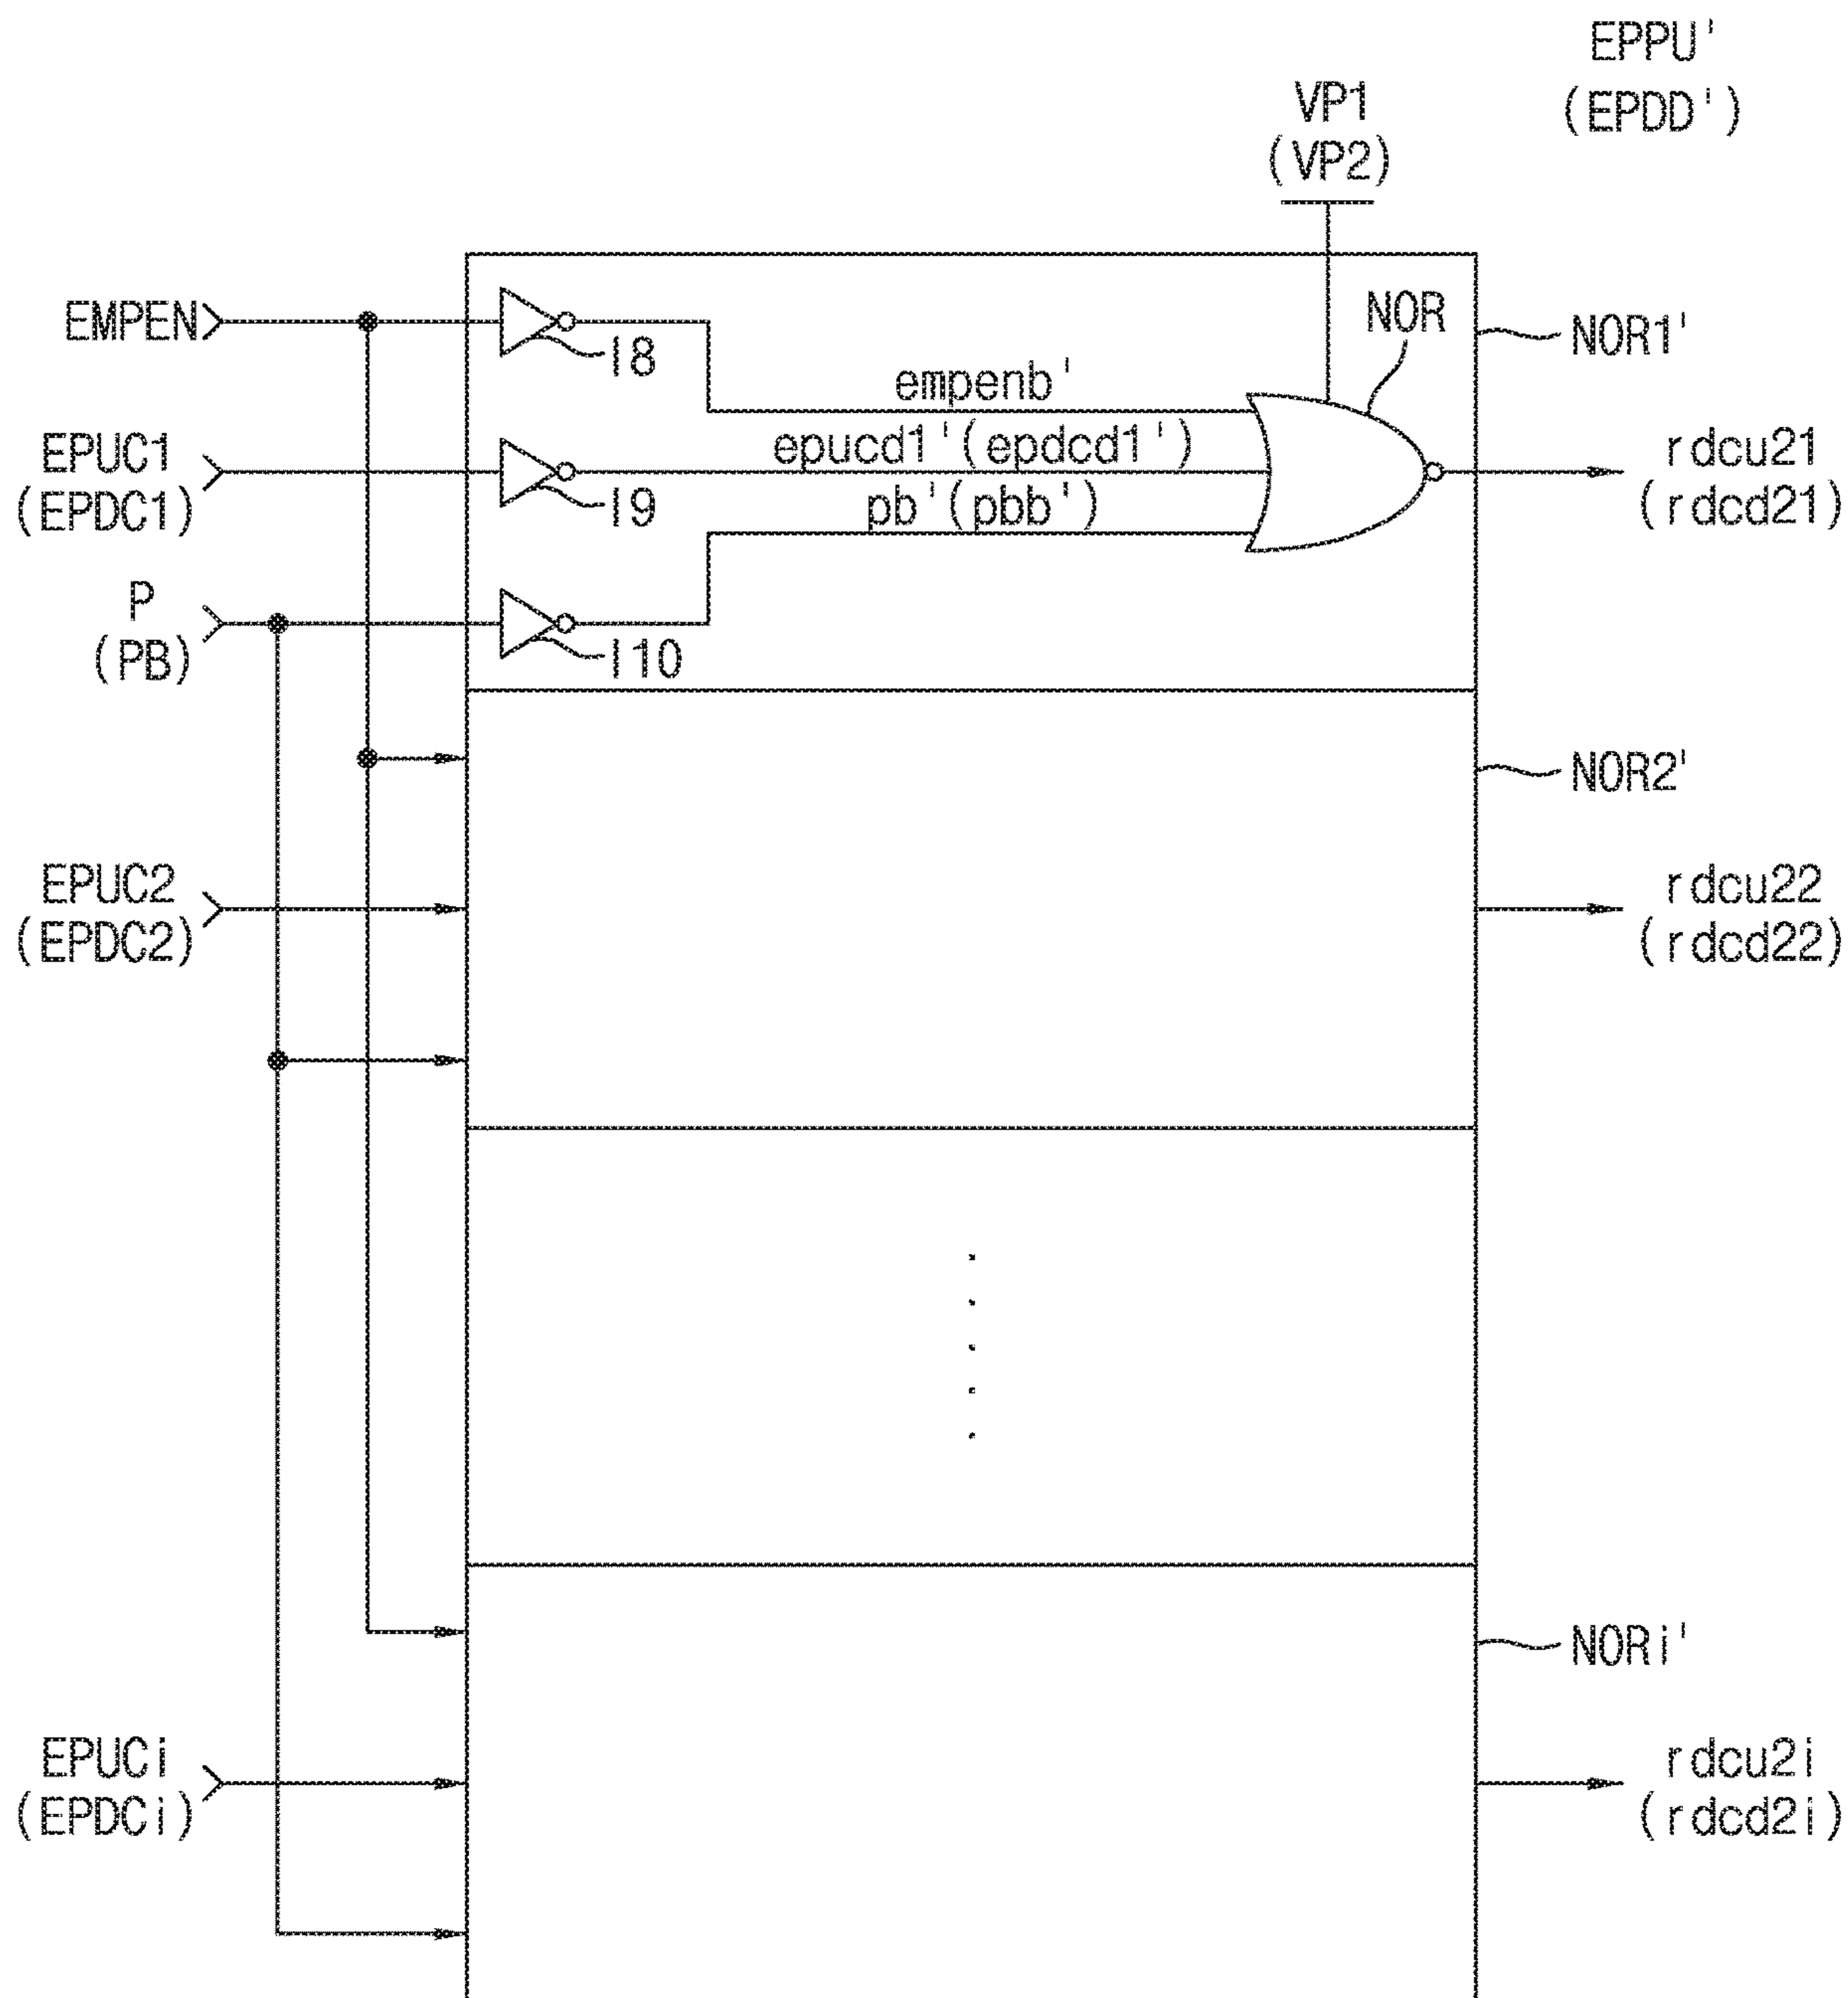 EPPU'
(EPDD')
VP1
(VP2)
EMPEN
I8
NOR
NOR1'
empenb'
EPUC1
(EPDC1)
I9
epucd1'(epdcd1')
rdcu21
(rdcd21)
pb'(pbb')
P
(PB)
I10
NOR2'
EPUC2
(EPDC2)
rdcu22
(rdcd22)
NORi'
EPUCi
(EPDCi)
rdcu2i
(rdcd2i)